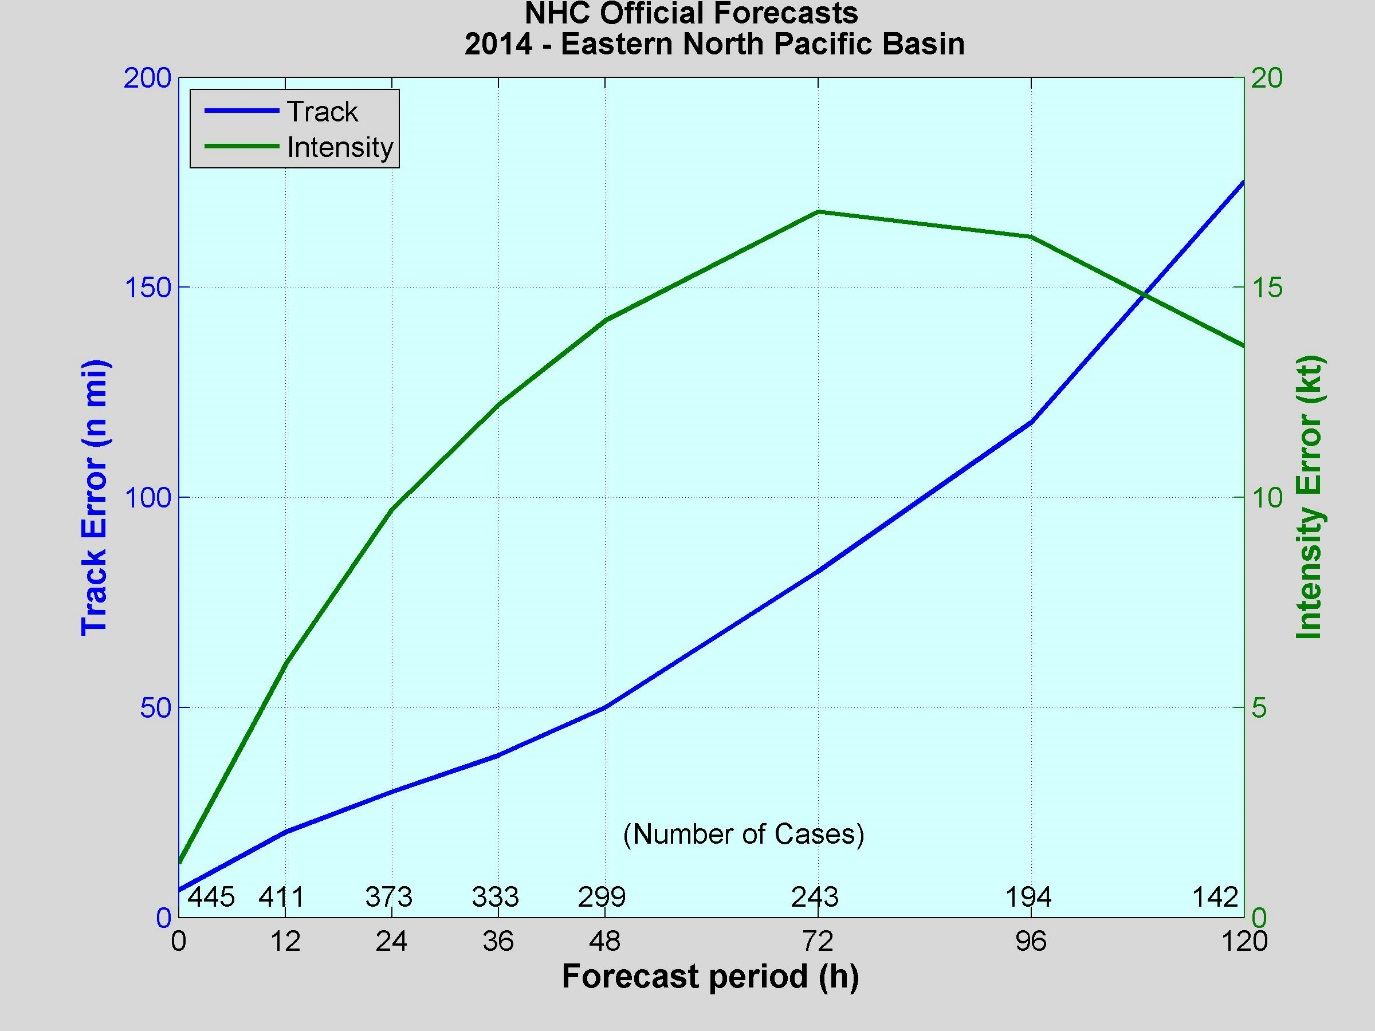 NHC Official Forecasts
2014 - Eastern North Pacific Basin
Track
Intensity
200
150
100
50
0
Track Error (n mi)
20
15
10
5
0
Intensity Error (kt)
(Number of Cases)
445 411 373 333 299 243 194 142
0 12 24 36 48 72 96 120
Forecast period (h)